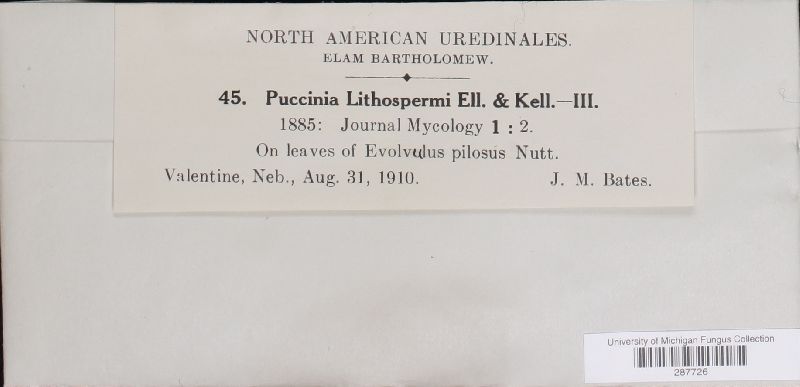 NORTH AMERICAN UREDINALES.
ELAM BARTHOLOMEW.
45. Puccinia Lithospermi Ell. & Kell.—III.
1885: Journal Mycology 1 : 2.
On leaves of Evolvulus pilosus Nutt.
Valentine, Neb., Aug. 31, 1910. J. M. Bates.
University of Michigan Fungus Collection
287726